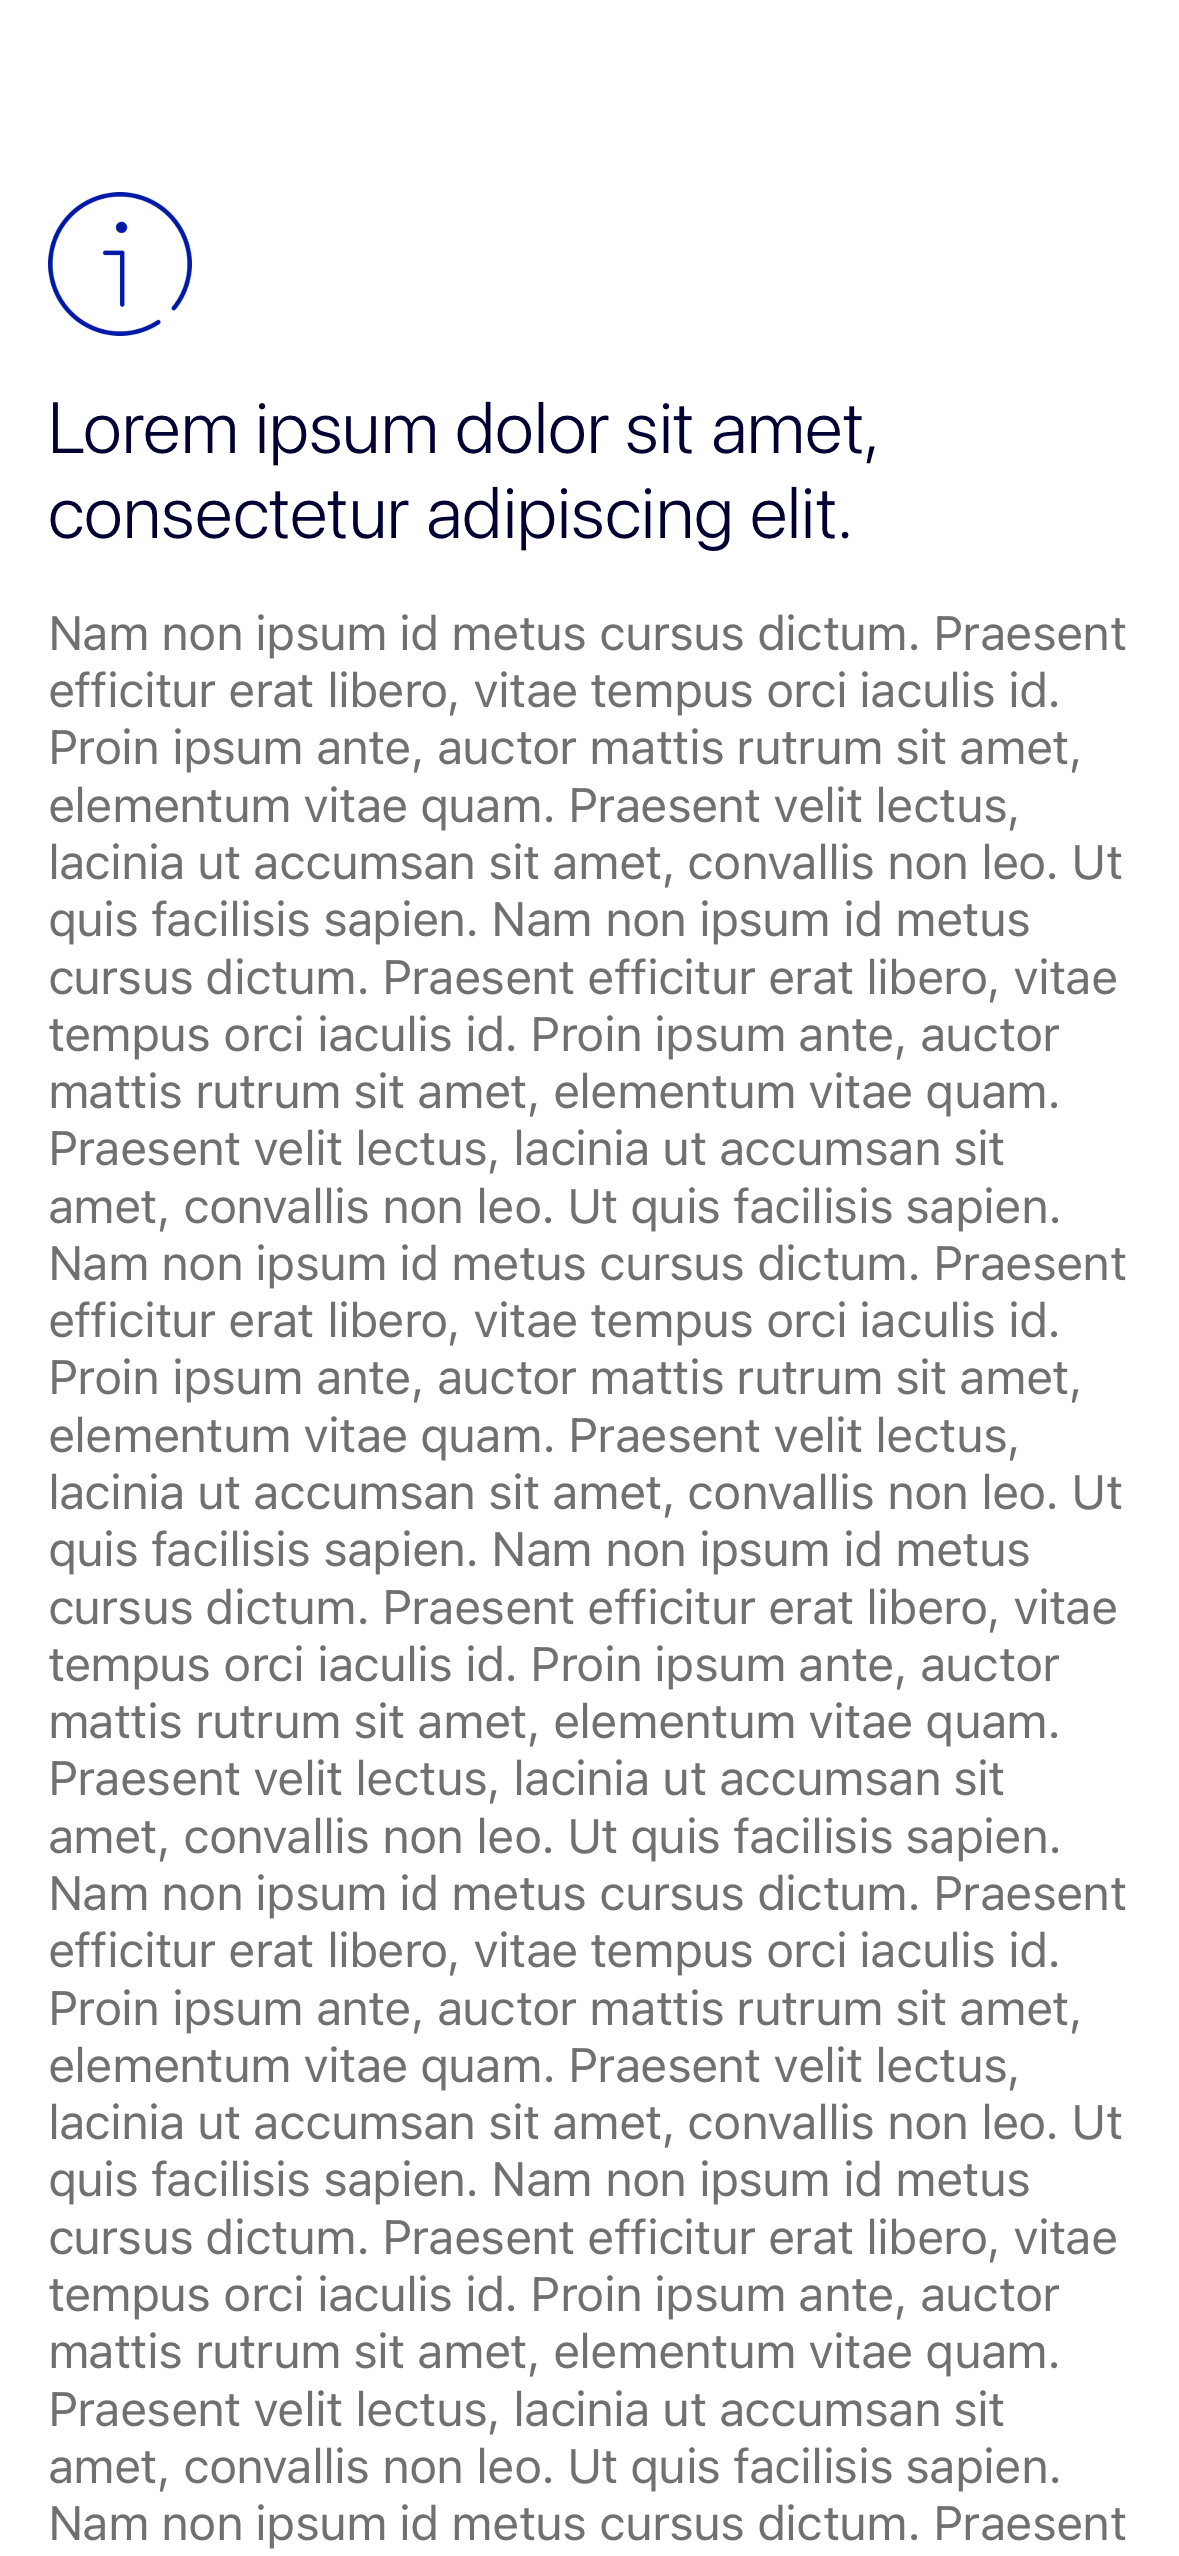 Lorem ipsum dolor sit amet,
consectetur adipiscing elit.
Nam non ipsum id metus cursus dictum. Praesent
efficitur erat libero, vitae tempus orci iaculis id.
Proin ipsum ante, auctor mattis rutrum sit amet,
elementum vitae quam. Praesent velit lectus,
lacinia ut accumsan sit amet, convallis non leo. Ut
quis facilisis sapien. Nam non ipsum id metus
cursus dictum. Praesent efficitur erat libero, vitae
tempus orci iaculis id. Proin ipsum ante, auctor
mattis rutrum sit amet, elementum vitae quam.
Praesent velit lectus, lacinia ut accumsan sit
amet, convallis non leo. Ut quis facilisis sapien.
Nam non ipsum id metus cursus dictum. Praesent
efficitur erat libero, vitae tempus orci iaculis id.
Proin ipsum ante, auctor mattis rutrum sit amet,
elementum vitae quam. Praesent velit lectus,
lacinia ut accumsan sit amet, convallis non leo. Ut
quis facilisis sapien. Nam non ipsum id metus
cursus dictum. Praesent efficitur erat libero, vitae
tempus orci iaculis id. Proin ipsum ante, auctor
mattis rutrum sit amet, elementum vitae quam.
Praesent velit lectus, lacinia ut accumsan sit
amet, convallis non leo. Ut quis facilisis sapien.
Nam non ipsum id metus cursus dictum. Praesent
efficitur erat libero, vitae tempus orci iaculis id.
Proin ipsum ante, auctor mattis rutrum sit amet,
elementum vitae quam. Praesent velit lectus,
lacinia ut accumsan sit amet, convallis non leo. Ut
quis facilisis sapien. Nam non ipsum id metus
cursus dictum. Praesent efficitur erat libero, vitae
tempus orci iaculis id. Proin ipsum ante, auctor
mattis rutrum sit amet, elementum vitae quam.
Praesent velit lectus, lacinia ut accumsan sit
amet, convallis non leo. Ut quis facilisis sapien.
Nam non ipsum id metus cursus dictum. Praesent